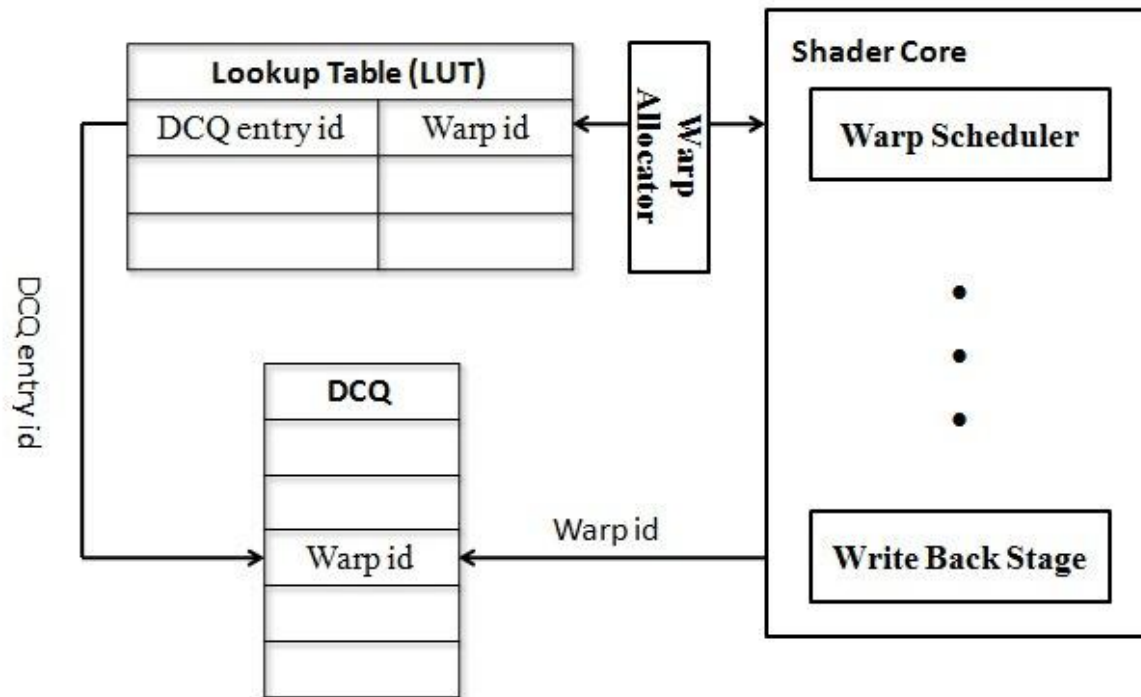 Lookup Table (LUT)
DCQ entry id
Warp id
Warp
Allocator
Shader Core
Warp Scheduler
DCQ entry id
DCQ
Warp id
Warp id
Write Back Stage